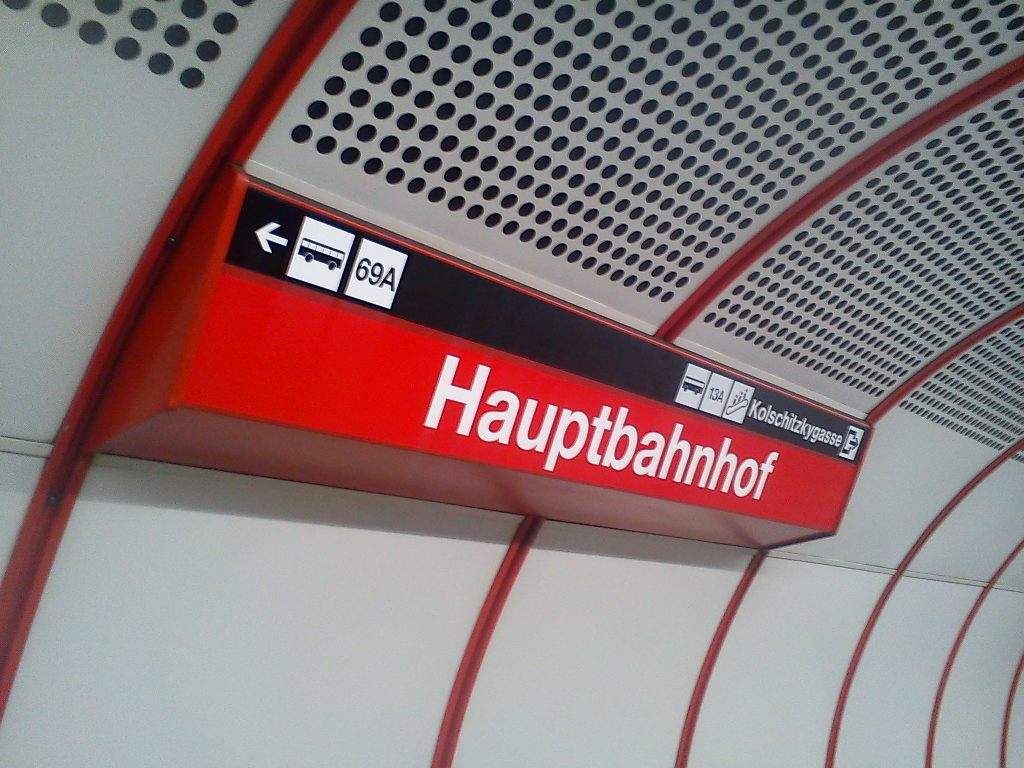 69A
13A Kolschitzkygasse
Hauptbahnhof